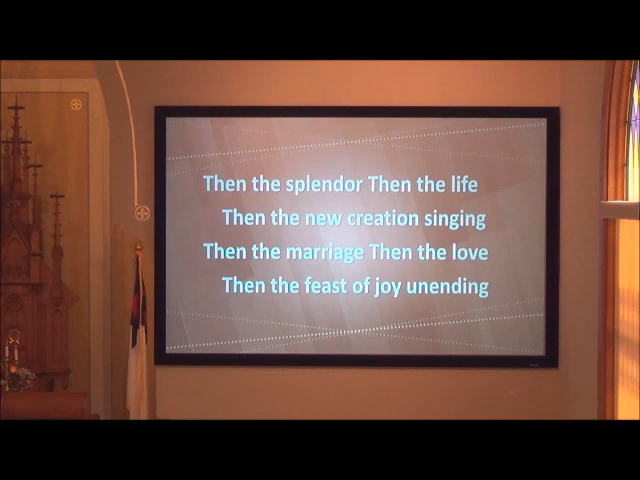 Then the splendor Then the life
Then the new creation singing
Then the marriage Then the love
Then the feast of joy unending